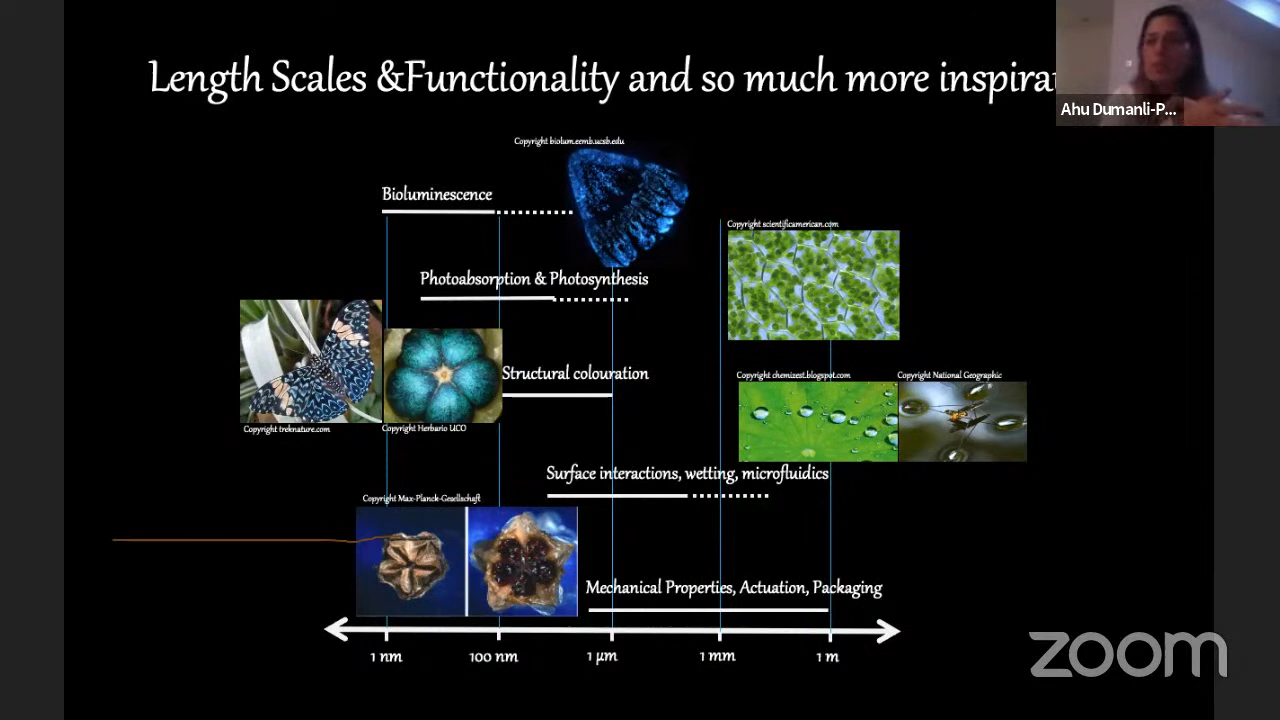 Length Scales &Functionality and so much more inspira
Ahu Dumanli-P...
Copyright biolum.eemb.ucsb.edu
Bioluminescence
Copyright scientificamerican.com
Photoabsorption & Photosynthesis
Structural colouration
Copyright chemizest.blogspot.com
Copyright National Geographic
Copyright treknature.com
Copyright Herbario UCO
Surface interactions, wetting, microfluidics
Copyright Max-Planck-Gesellschaft
Mechanical Properties, Actuation, Packaging
1 nm
100 nm
1 µm
1 mm
1 m
zoom